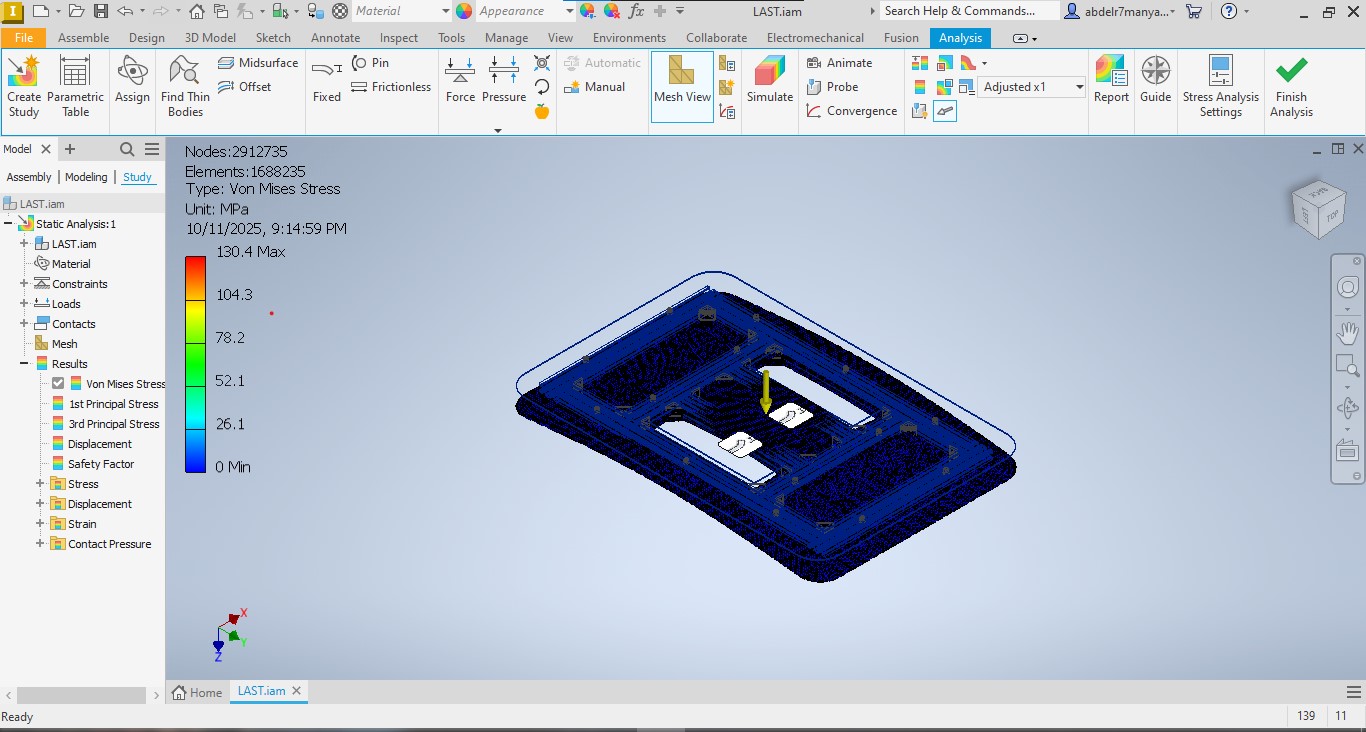 I Material Appearance fx LAST.iam Search Help & Commands... abdelr7manya... ?
File Assemble Design 3D Model Sketch Annotate Inspect Tools Manage View Environments Collaborate Electromechanical Fusion Analysis
Create Study
Parametric Table
Assign
Find Thin Bodies
Midsurface
Offset
Fixed
Pin
Frictionless
Force
Pressure
Automatic
Manual
Mesh View
Simulate
Animate
Probe
Convergence
Adjusted x1
Report
Guide
Stress Analysis Settings
Finish Analysis
Model
Assembly Modeling Study
LAST.iam
Static Analysis:1
LAST.iam
Material
Constraints
Loads
Contacts
Mesh
Results
Von Mises Stress
1st Principal Stress
3rd Principal Stress
Displacement
Safety Factor
Stress
Displacement
Strain
Contact Pressure
Nodes:2912735
Elements:1688235
Type: Von Mises Stress
Unit: MPa
10/11/2025, 9:14:59 PM
130.4 Max
104.3
78.2
52.1
26.1
0 Min
TOP
X
Y
Z
Home LAST.iam
Ready 139 11